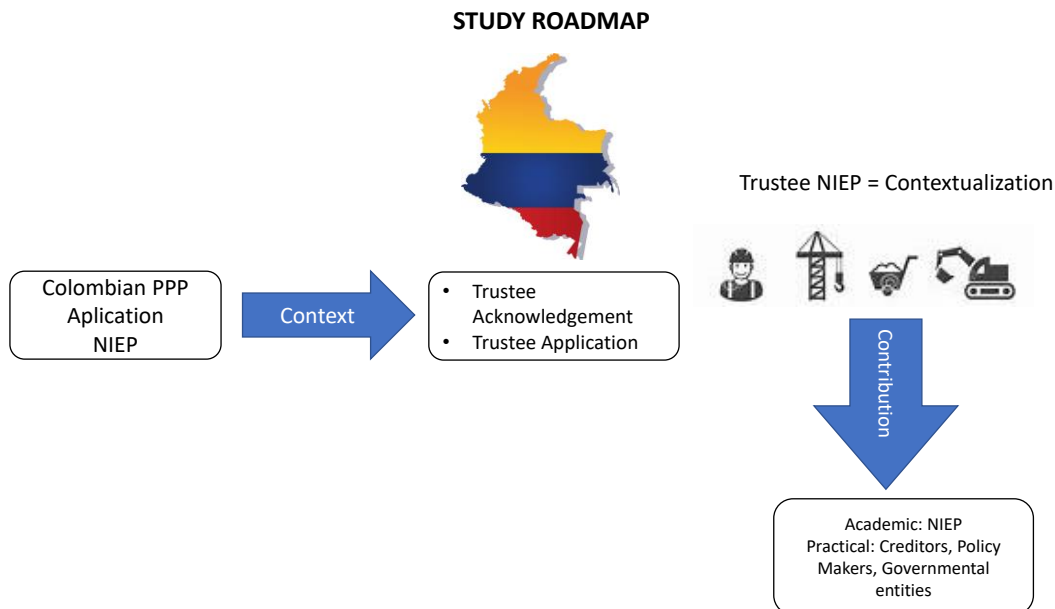 STUDY ROADMAP
Trustee NIEP = Contextualization
Colombian PPP
Aplication
NIEP
Context
• Trustee
Acknowledgement
• Trustee Application
Contribution
Academic: NIEP
Practical: Creditors, Policy
Makers, Governmental
entities